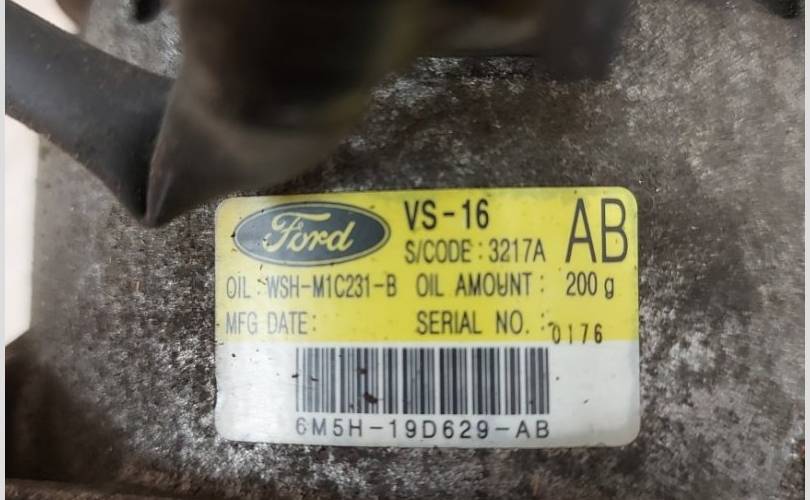 Ford VS-16 AB
S/CODE : 3217A
OIL : WSH-M1C231-B OIL AMOUNT : 200 g
MFG DATE : SERIAL NO. : 0176
6M5H-19D629-AB